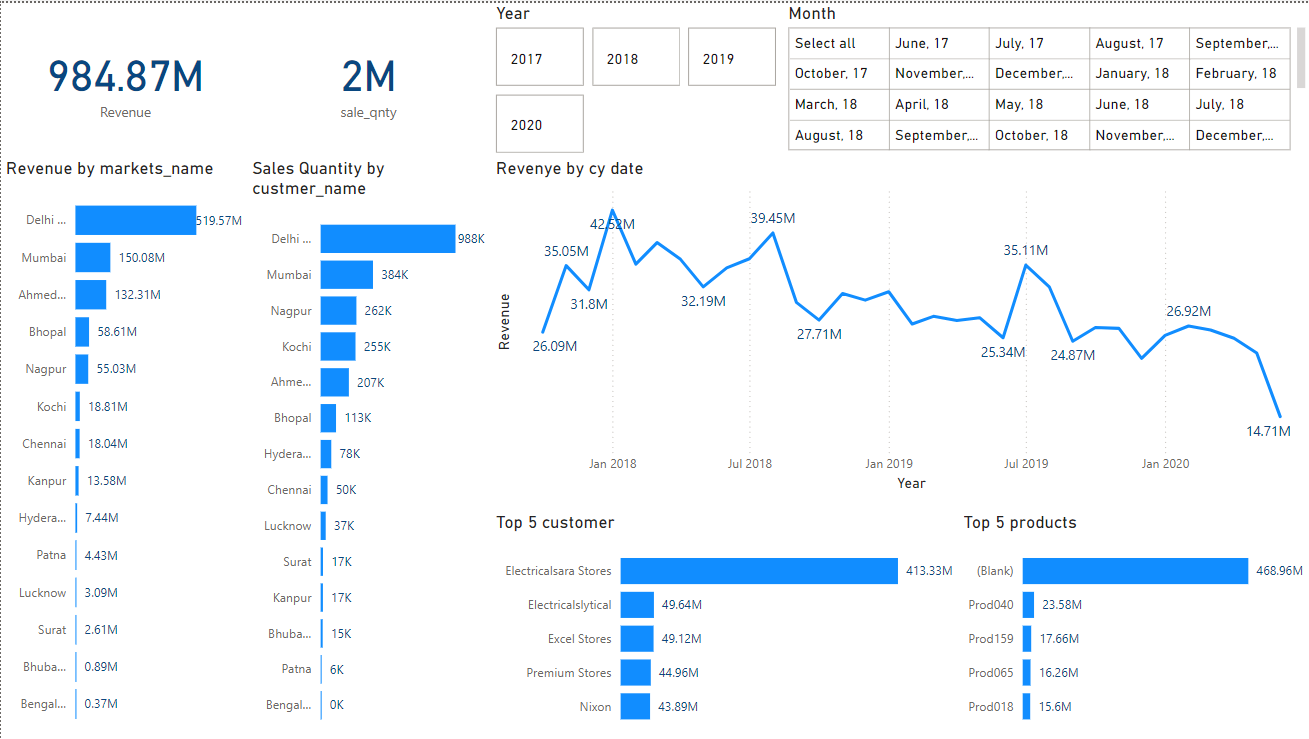 984.87M
Revenue
2M
sale_qnty
Year
2017
2018
2019
2020
Month
Select all
June, 17
July, 17
August, 17
September,...
October, 17
November,...
December,...
January, 18
February, 18
March, 18
April, 18
May, 18
June, 18
July, 18
August, 18
September,...
October, 18
November,...
December,...
Revenue by markets_name
Delhi ...
519.57M
Mumbai
150.08M
Ahmed...
132.31M
Bhopal
58.61M
Nagpur
55.03M
Kochi
18.81M
Chennai
18.04M
Kanpur
13.58M
Hydera...
7.44M
Patna
4.43M
Lucknow
3.09M
Surat
2.61M
Bhuba...
0.89M
Bengal...
0.37M
Sales Quantity by
custmer_name
Delhi ...
988K
Mumbai
384K
Nagpur
262K
Kochi
255K
Ahme...
207K
Bhopal
113K
Hydera...
78K
Chennai
50K
Lucknow
37K
Surat
17K
Kanpur
17K
Bhuba...
15K
Patna
6K
Bengal...
0K
Revenye by cy date
Revenue
26.09M
35.05M
31.8M
42.52M
32.19M
39.45M
27.71M
25.34M
35.11M
24.87M
26.92M
14.71M
Jan 2018
Jul 2018
Jan 2019
Jul 2019
Jan 2020
Year
Top 5 customer
Electricalsara Stores
413.33M
Electricalslytical
49.64M
Excel Stores
49.12M
Premium Stores
44.96M
Nixon
43.89M
Top 5 products
(Blank)
468.96M
Prod040
23.58M
Prod159
17.66M
Prod065
16.26M
Prod018
15.6M